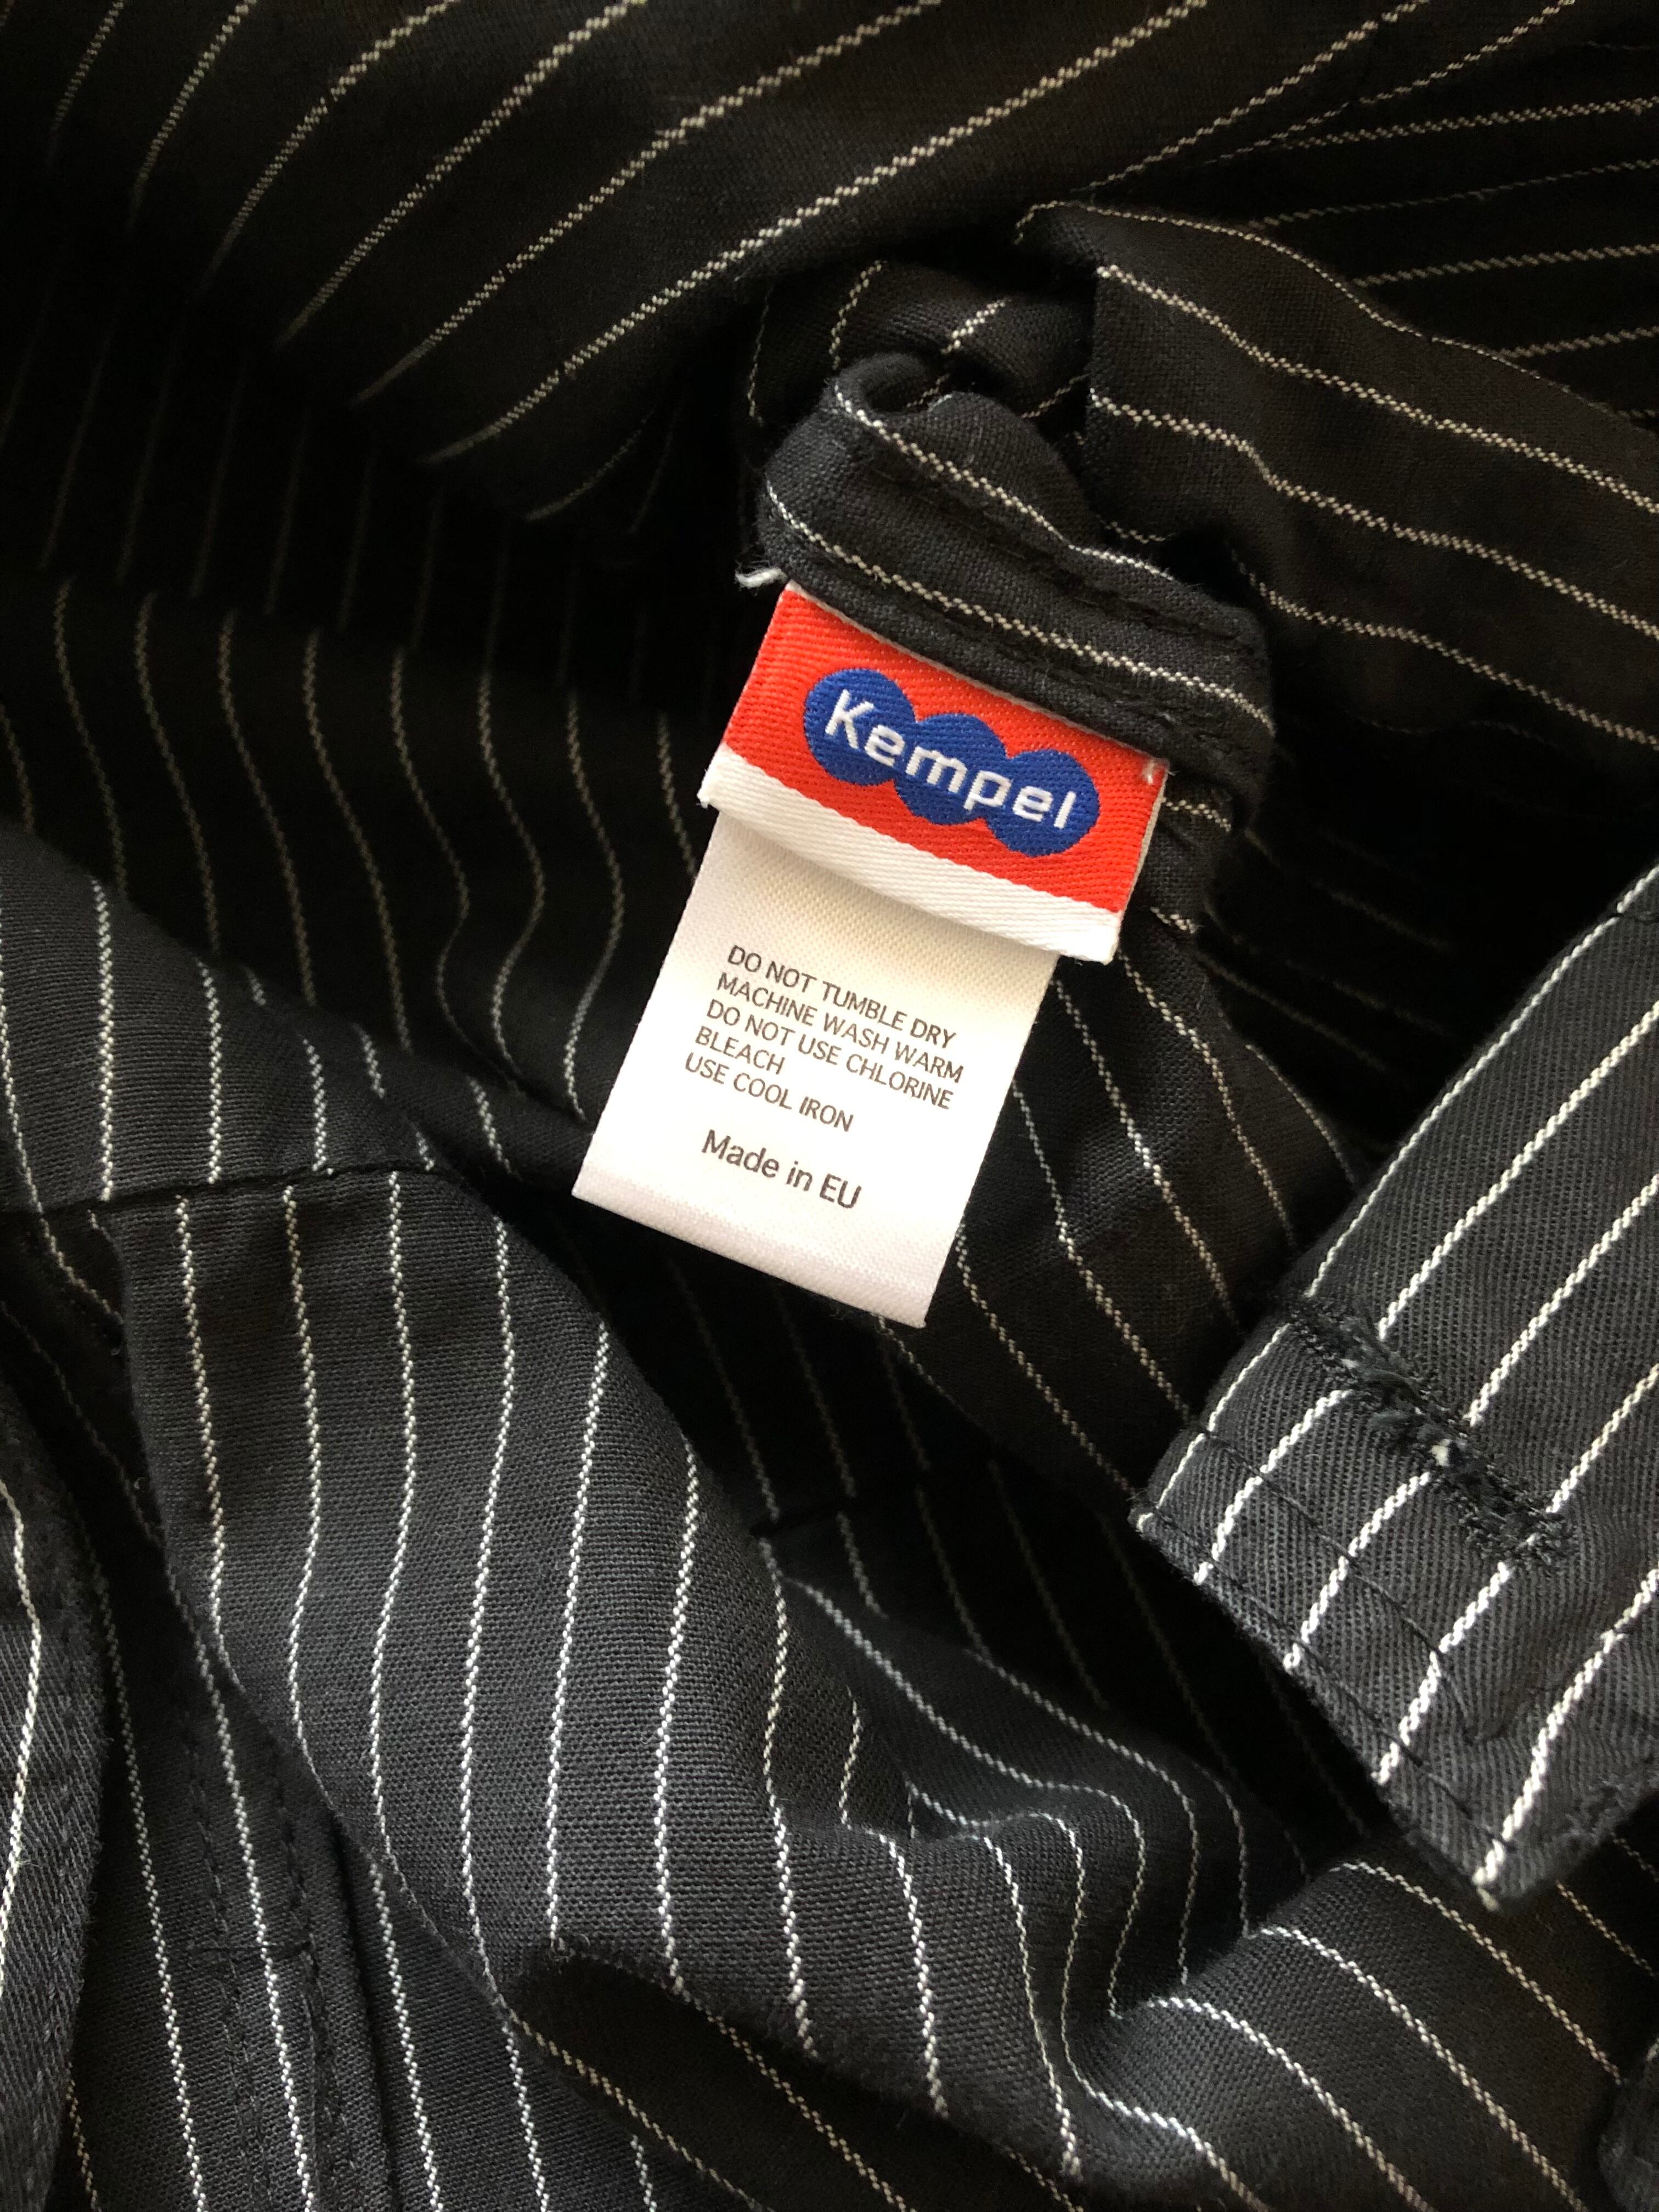 Kempel
DO NOT TUMBLE DRY
MACHINE WASH WARM
DO NOT USE CHLORINE
BLEACH
USE COOL IRON
Made in EU